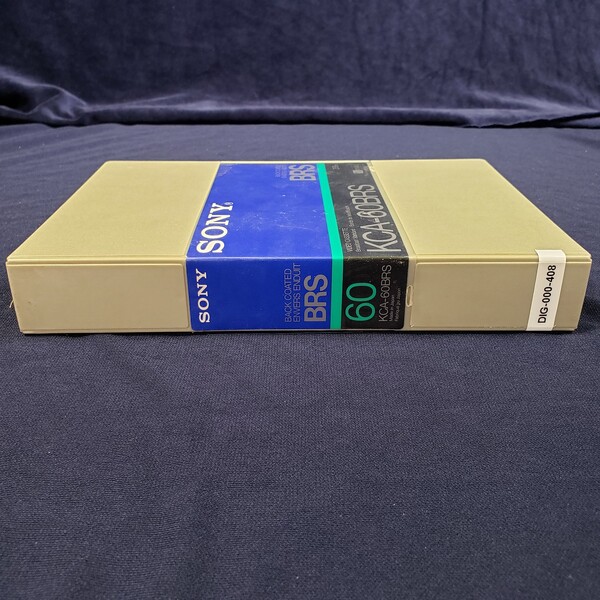 SONY
BRS
KCA-60BRS
SONY
BACK COATED
ENVERS ENDUIT
BRS
60
KCA-60BRS
DIG-000-408